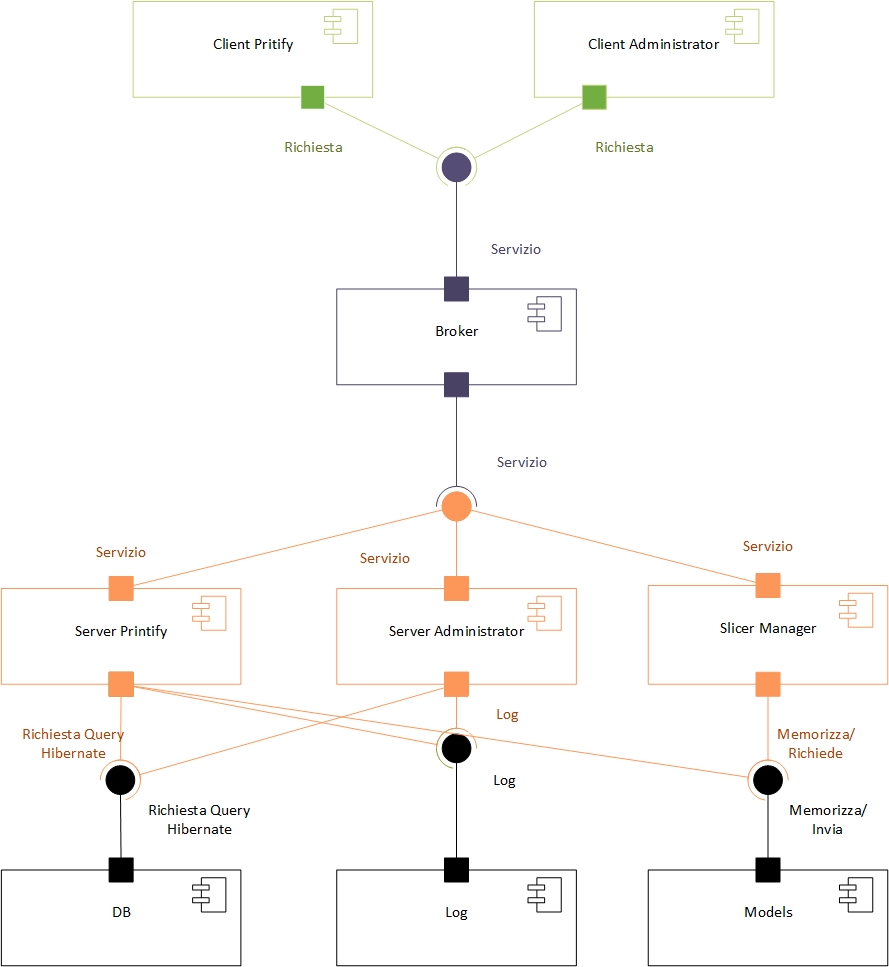 Client Pritify
Client Administrator
Richiesta
Richiesta
Servizio
Broker
Servizio
Servizio
Servizio
Servizio
Server Printify
Server Administrator
Slicer Manager
Richiesta Query
Hibernate
Log
Memorizza/
Richiede
Log
Richiesta Query
Hibernate
Memorizza/
Invia
DB
Log
Models